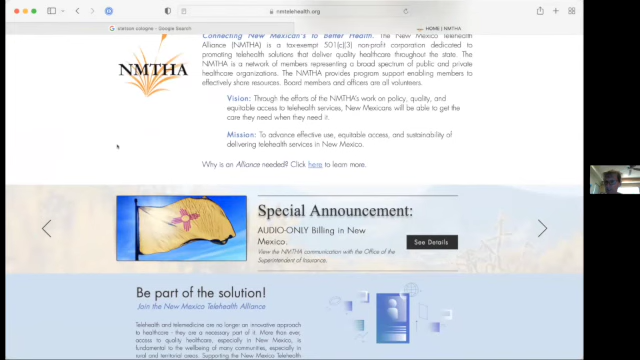 nmtelehealth.org
stetson cologne - Google Search
HOME | NMTHA
Connecting New Mexican's to Better Health. The New Mexico Telehealth
Alliance (NMTHA) is a tax-exempt 501(c)(3) non-profit corporation dedicated to
promoting telehealth solutions that deliver quality healthcare throughout the state. The
NMTHA is a network of members representing a broad spectrum of public and private
healthcare organizations. The NMTHA provides program support enabling members to
effectively share resources. Board members and officers are all volunteers.
NMTHA
Vision: Through the efforts of the NMTHA's work on policy, quality, and
equitable access to telehealth services, New Mexicans will be able to get the
care they need when they need it.
Mission: To advance effective use, equitable access, and sustainability of
delivering telehealth services in New Mexico.
Why is an Alliance needed? Click here to learn more.
Special Announcement:
AUDIO-ONLY Billing in New
Mexico.
See Details
View the NMTHA communication with the Office of the
Superintendent of Insurance.
Be part of the solution!
Join the New Mexico Telehealth Alliance
Telehealth and telemedicine are no longer an innovative approach
to healthcare - they are a necessary part of it. More than ever,
access to quality healthcare, especially in New Mexico, is
fundamental to the wellbeing of many communities, especially in
rural and territorial areas. Supporting the New Mexico Telehealth